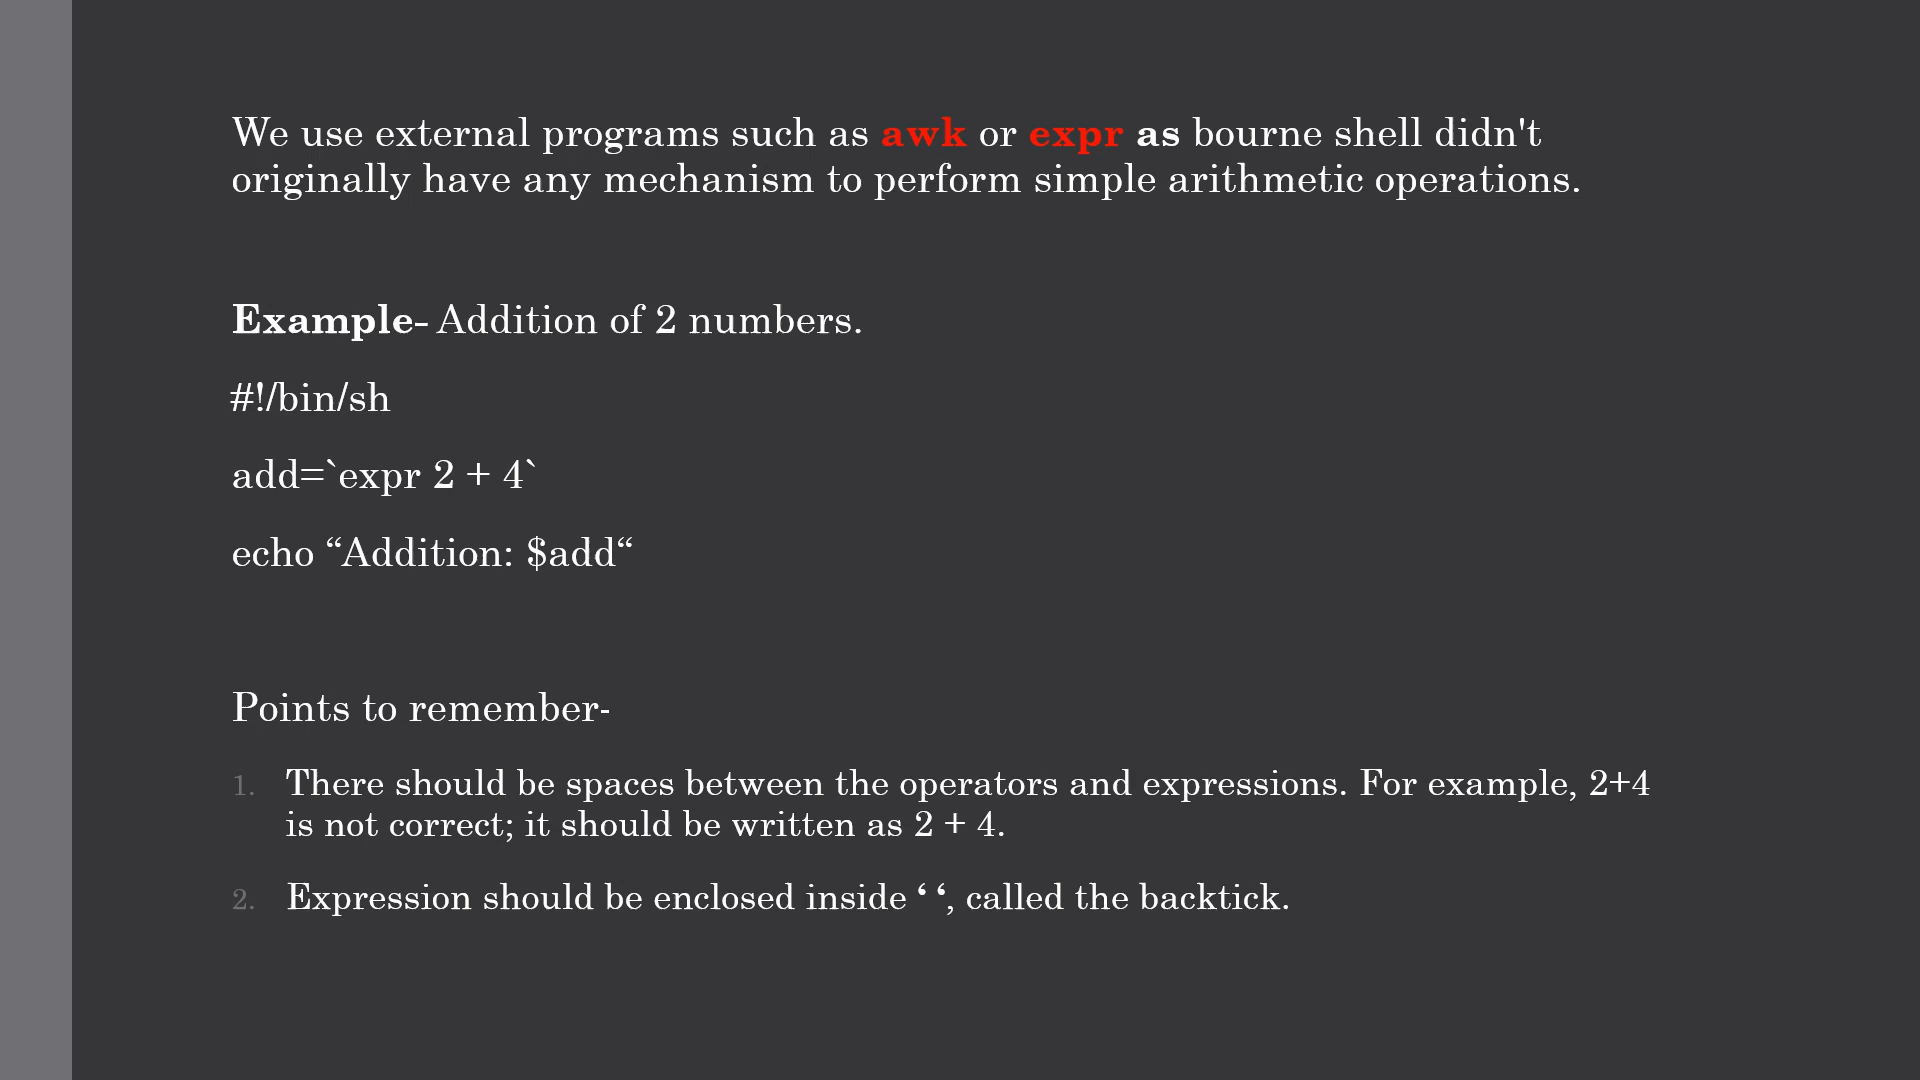 We use external programs such as awk or expr as bourne shell didn't
originally have any mechanism to perform simple arithmetic operations.
Example- Addition of 2 numbers.
#!/bin/sh
add=`expr 2 + 4`
echo “Addition: $add“
Points to remember-
1. There should be spaces between the operators and expressions. For example, 2+4
is not correct; it should be written as 2 + 4.
2. Expression should be enclosed inside ‘ ‘, called the backtick.